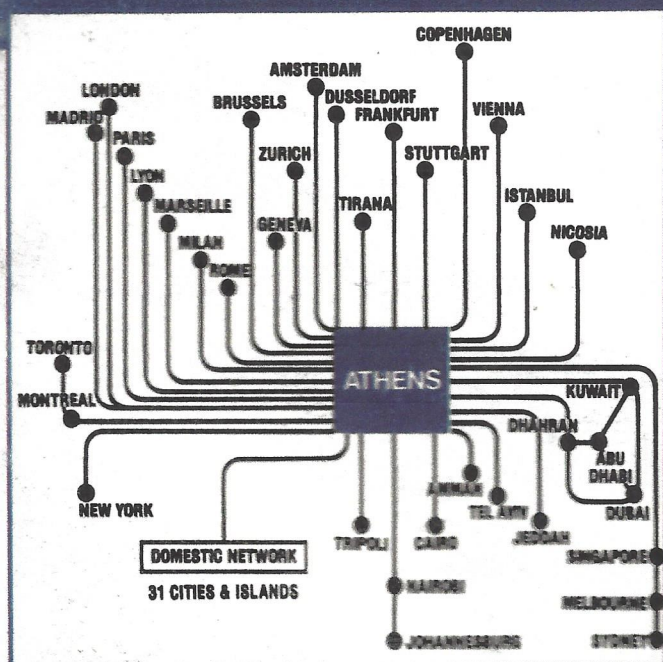 COPENHAGEN
AMSTERDAM
LONDON
BRUSSELS
DUSSELDORF
MADRID
FRANKFURT
VIENNA
PARIS
ZURICH
STUTTGART
LYON
MARSEILLE
TIRANA
ISTANBUL
GENEVA
NICOSIA
MILAN
ROME
TORONTO
ATHENS
MONTREAL
KUWAIT
DHAHRAN
ABU
DHABI
NEW YORK
AMMAN
TEL AVIV
DUBAI
TRIPOLI
CAIRO
JEDDAH
DOMESTIC NETWORK
SINGAPORE
31 CITIES & ISLANDS
NAIROBI
MELBOURNE
JOHANNESBURG
SYDNEY